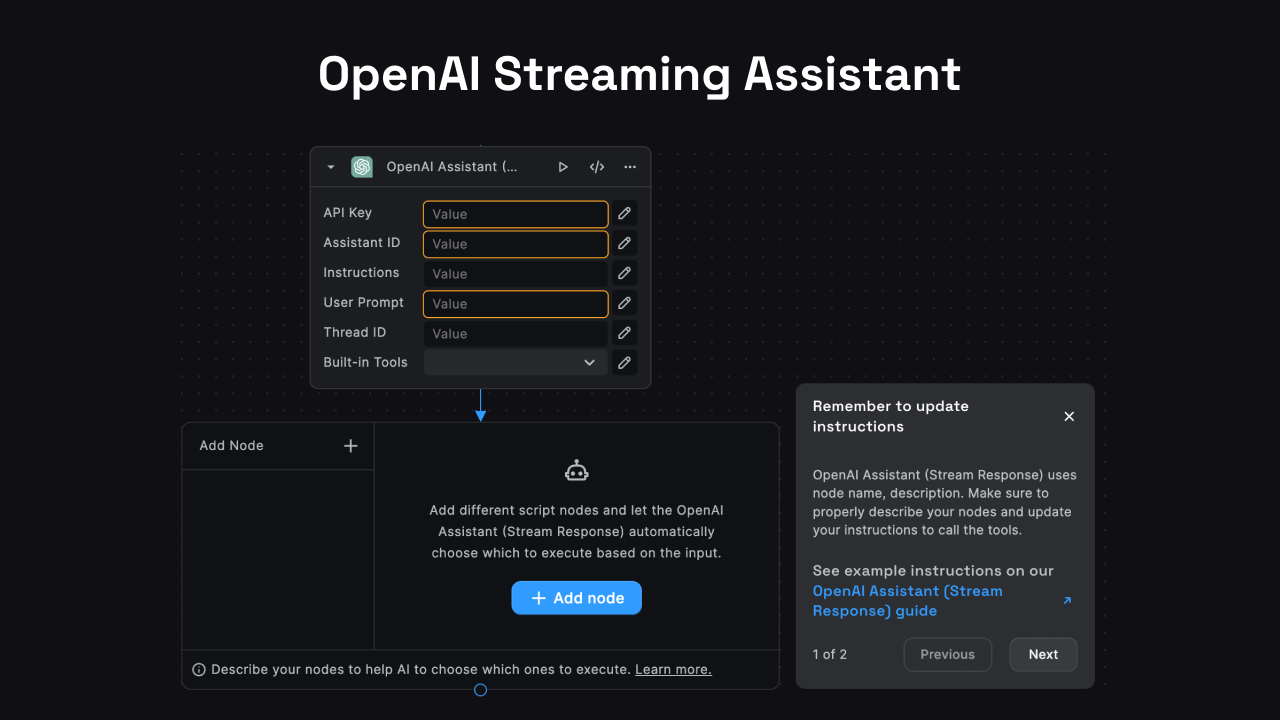 OpenAI Streaming Assistant
OpenAI Assistant (...
API Key
Value
Assistant ID
Value
Instructions
Value
User Prompt
Value
Thread ID
Value
Built-in Tools
Add Node
Add different script nodes and let the OpenAI
Assistant (Stream Response) automatically
choose which to execute based on the input.
Add node
Describe your nodes to help AI to choose which ones to execute. Learn more.
Remember to update
instructions
OpenAI Assistant (Stream Response) uses
node name, description. Make sure to
properly describe your nodes and update
your instructions to call the tools.
See example instructions on our
OpenAI Assistant (Stream
Response) guide
1 of 2
Previous
Next